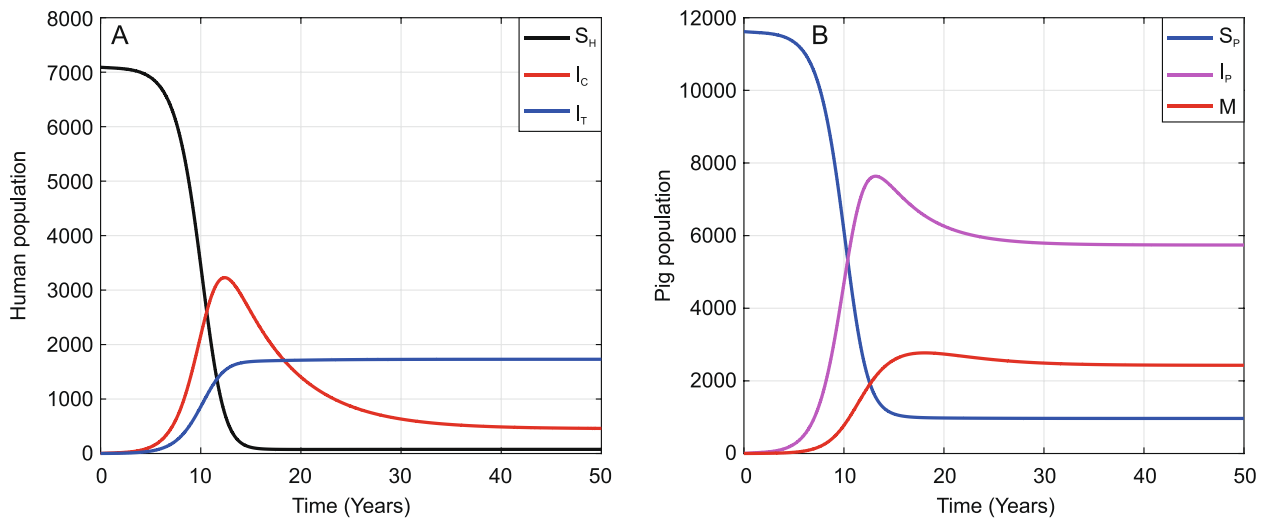 A
8000
7000
6000
5000
4000
3000
2000
1000
0
Human population
0 10 20 30 40 50
Time (Years)
S_H
I_C
I_T
B
12000
10000
8000
6000
4000
2000
0
Pig population
0 10 20 30 40 50
Time (Years)
S_P
I_P
M